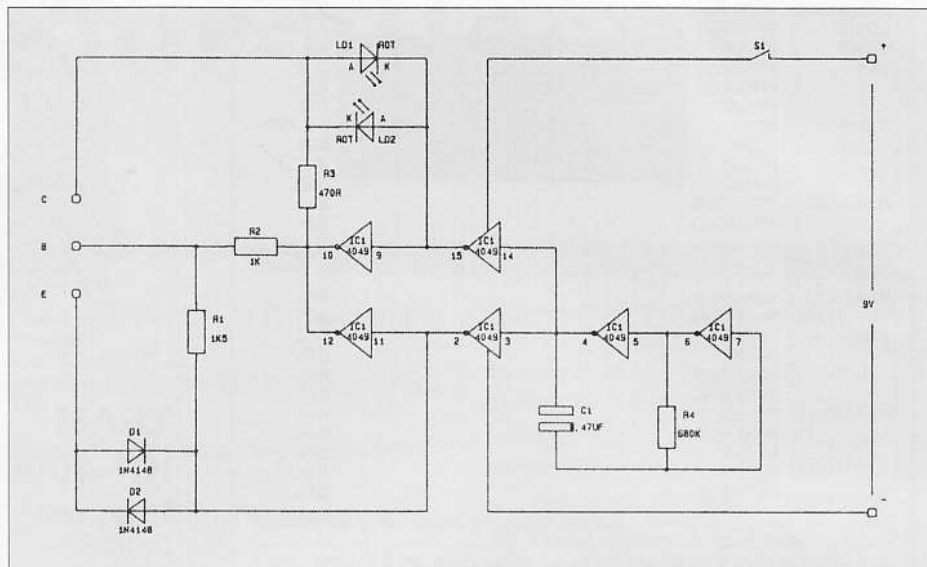 LD1 ROT
A K
S1
+
K A
ROT LD2
R3
470R
C
B
E
R2
1K
IC1
4049
10 9
IC1
4049
15 14
9V
R1
1K5
IC1
4049
12 11
IC1
4049
2 3
IC1
4049
4 5
IC1
4049
6 7
C1
.47UF
R4
680K
D1
1N4148
D2
1N4148
-